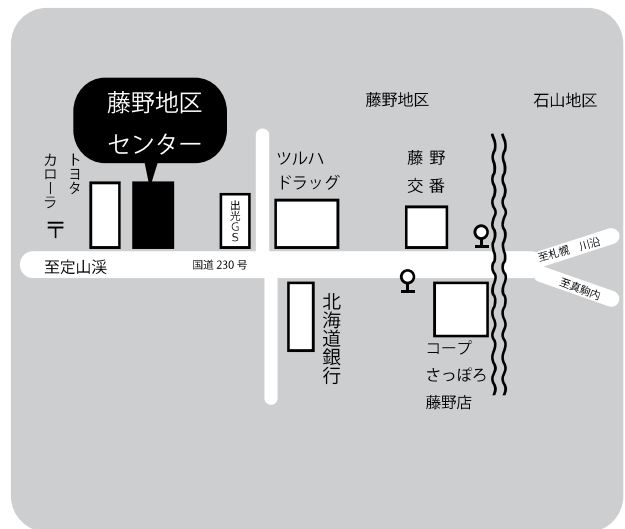 藤野地区
センター
藤野地区
石山地区
トヨタ
カローラ
〒
出光GS
ツルハ
ドラッグ
藤野
交番
至定山渓
国道230号
至札幌 川沿
至真駒内
北海道銀行
コープ
さっぽろ
藤野店